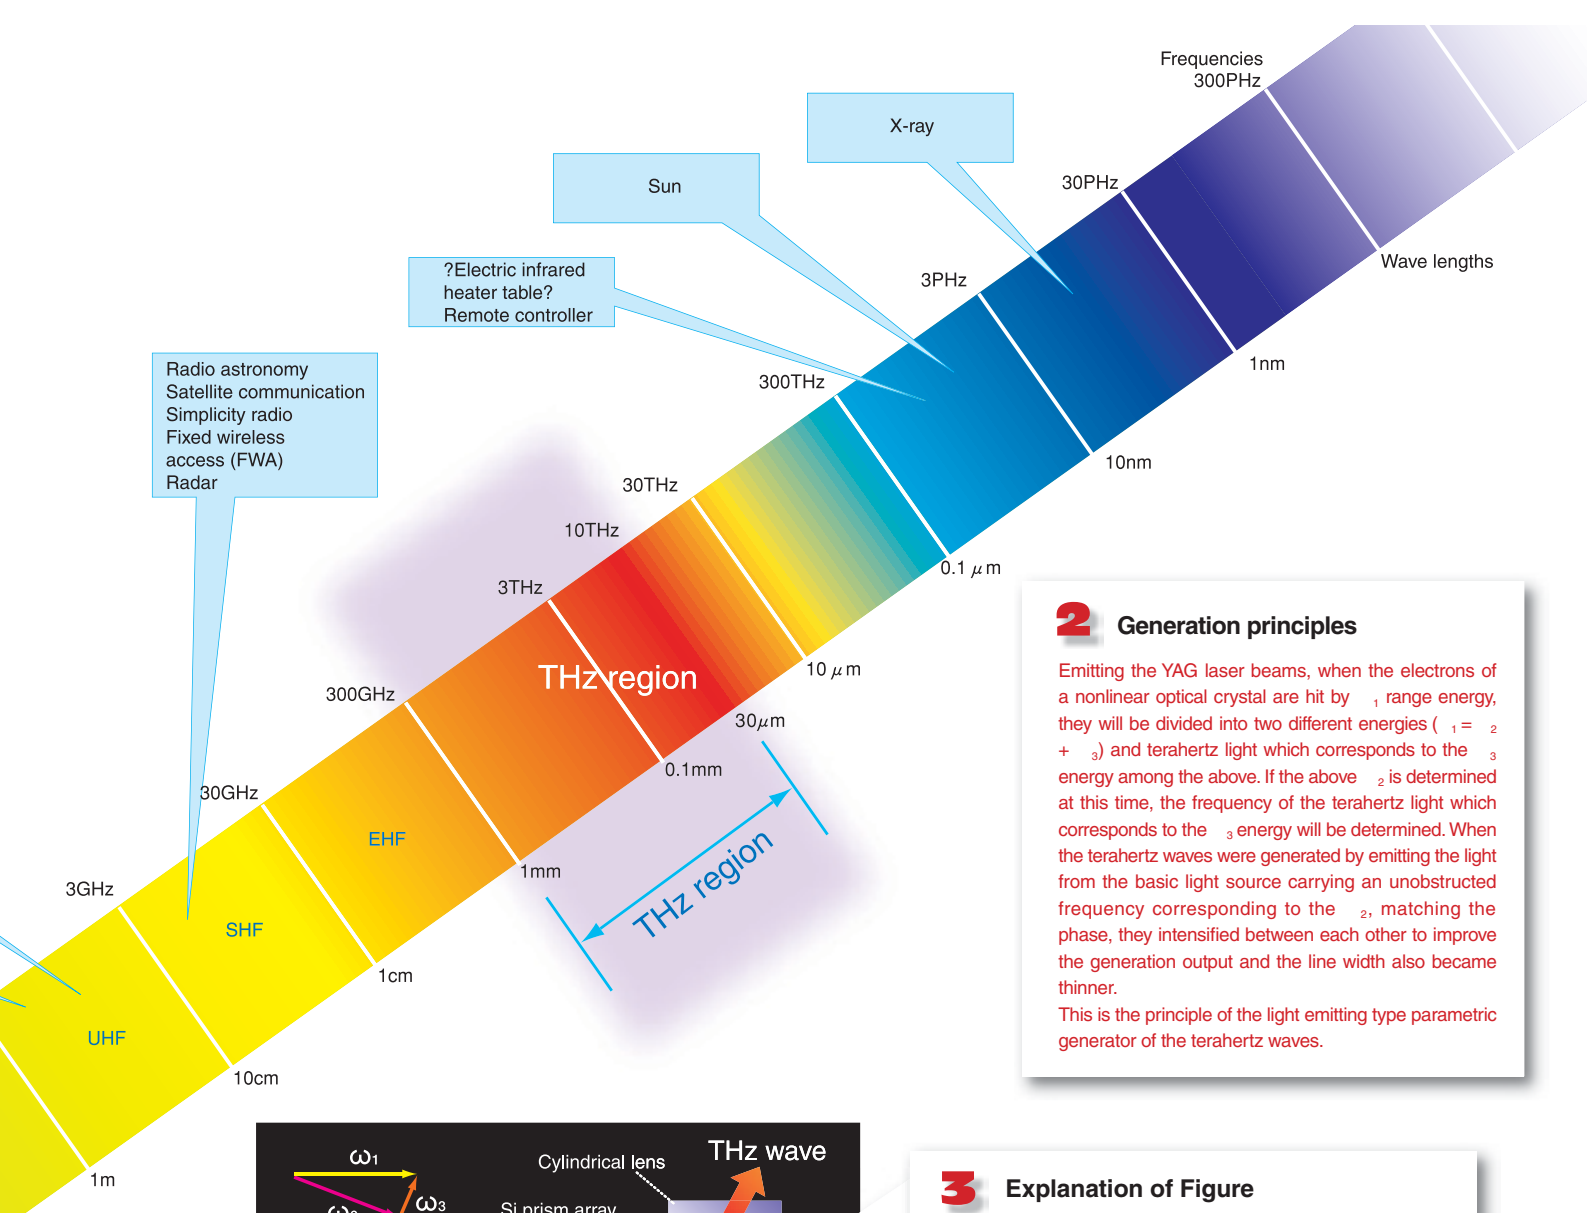 Frequencies
300PHz
X-ray
30PHz
Sun
Wave lengths
?Electric infrared
heater table?
Remote controller
3PHz
1nm
Radio astronomy
Satellite communication
Simplicity radio
Fixed wireless
access (FWA)
Radar
300THz
10nm
30THz
10THz
0.1 μm
3THz
THz region
10 μm
300GHz
30μm
0.1mm
30GHz
EHF
1mm
THz region
3GHz
SHF
1cm
UHF
10cm
1m
2 Generation principles
Emitting the YAG laser beams, when the electrons of
a nonlinear optical crystal are hit by 1 range energy,
they will be divided into two different energies ( 1 = 2
+ 3) and terahertz light which corresponds to the 3
energy among the above. If the above 2 is determined
at this time, the frequency of the terahertz light which
corresponds to the 3 energy will be determined. When
the terahertz waves were generated by emitting the light
from the basic light source carrying an unobstructed
frequency corresponding to the 2, matching the
phase, they intensified between each other to improve
the generation output and the line width also became
thinner.
This is the principle of the light emitting type parametric
generator of the terahertz waves.
ω1
ω3
Cylindrical lens
THz wave
Si prism array
3 Explanation of Figure